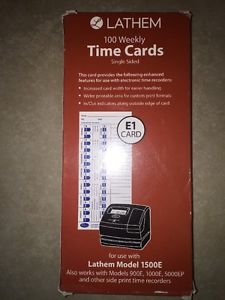 LATHEM
100 Weekly
Time Cards
Single Sided
This card provides the following enhanced
features for use with electronic time recorders:
• Increased card width for easier handling
• Wider printable area for custom print formats
• In/Out indicators along outside edge of card
E1
CARD
for use with
Lathem Model 1500E
Also works with Models 900E, 1000E, 5000EP
and other side print time recorders